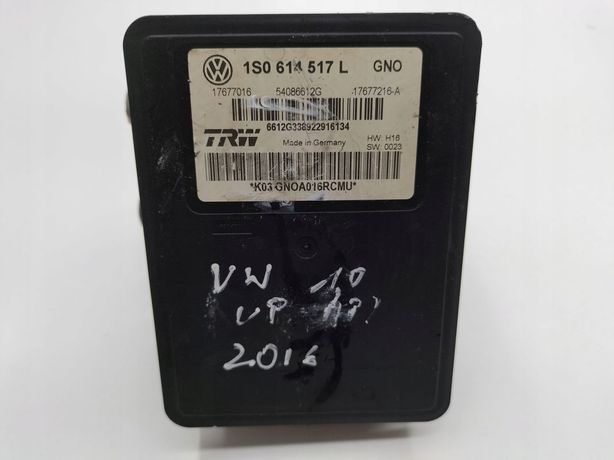 1S0 614 517 L GNO
17677016 54086612G 17677216-A
6612G338922916134
TRW Made in Germany HW: H16
SW: 0023
*K03 GNOA016RCMU*
VW 10
UP
2016